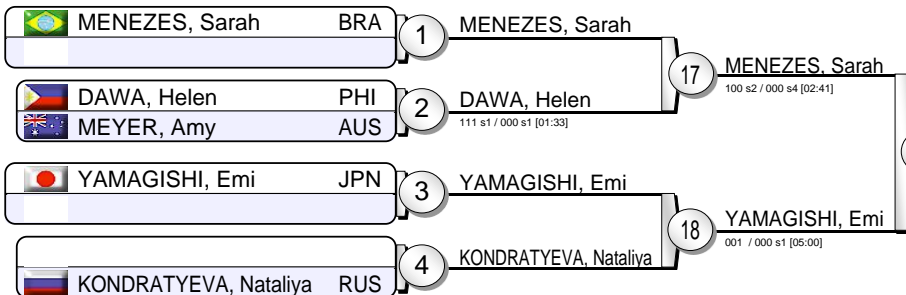 MENEZES, Sarah BRA
1
MENEZES, Sarah
17
MENEZES, Sarah
100 s2 / 000 s4 [02:41]
DAWA, Helen PHI
MEYER, Amy AUS
2
DAWA, Helen
111 s1 / 000 s1 [01:33]
YAMAGISHI, Emi JPN
3
YAMAGISHI, Emi
18
YAMAGISHI, Emi
001 / 000 s1 [05:00]
KONDRATYEVA, Nataliya RUS
4
KONDRATYEVA, Nataliya